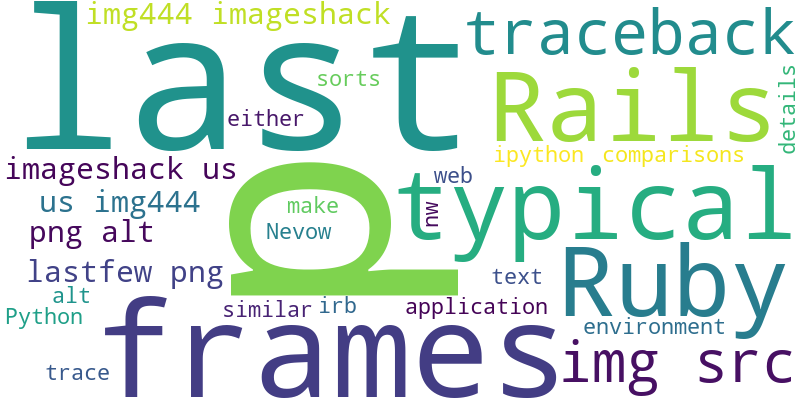 img444 imageshack
last
traceback
sorts
Rails
details
either
ipython comparisons
imageshack us
p
typical
web
us img444
make
nw
png alt
Nevow
Ruby
lastfew png
text
alt
similar
irb
application
Python
frames
environment
img src
trace